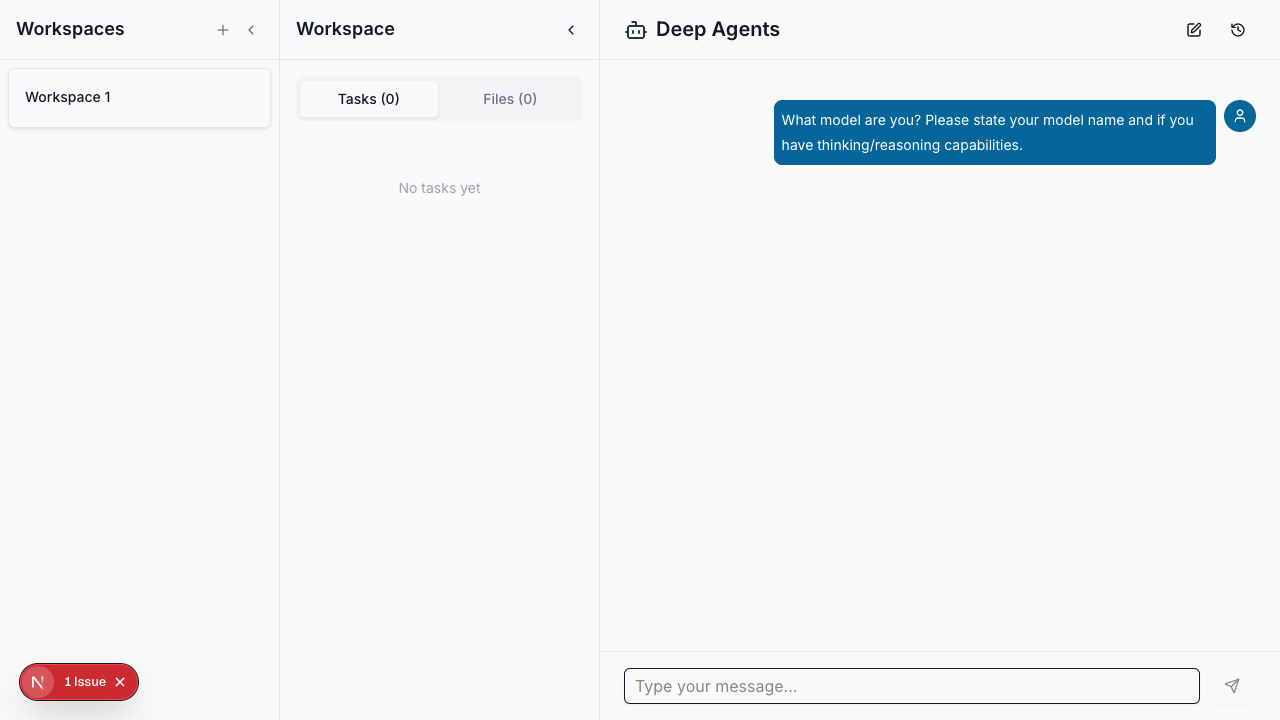 Workspaces
Workspace 1
Workspace
Tasks (0)
Files (0)
No tasks yet
Deep Agents
What model are you? Please state your model name and if you
have thinking/reasoning capabilities.
Type your message...
N
1 Issue